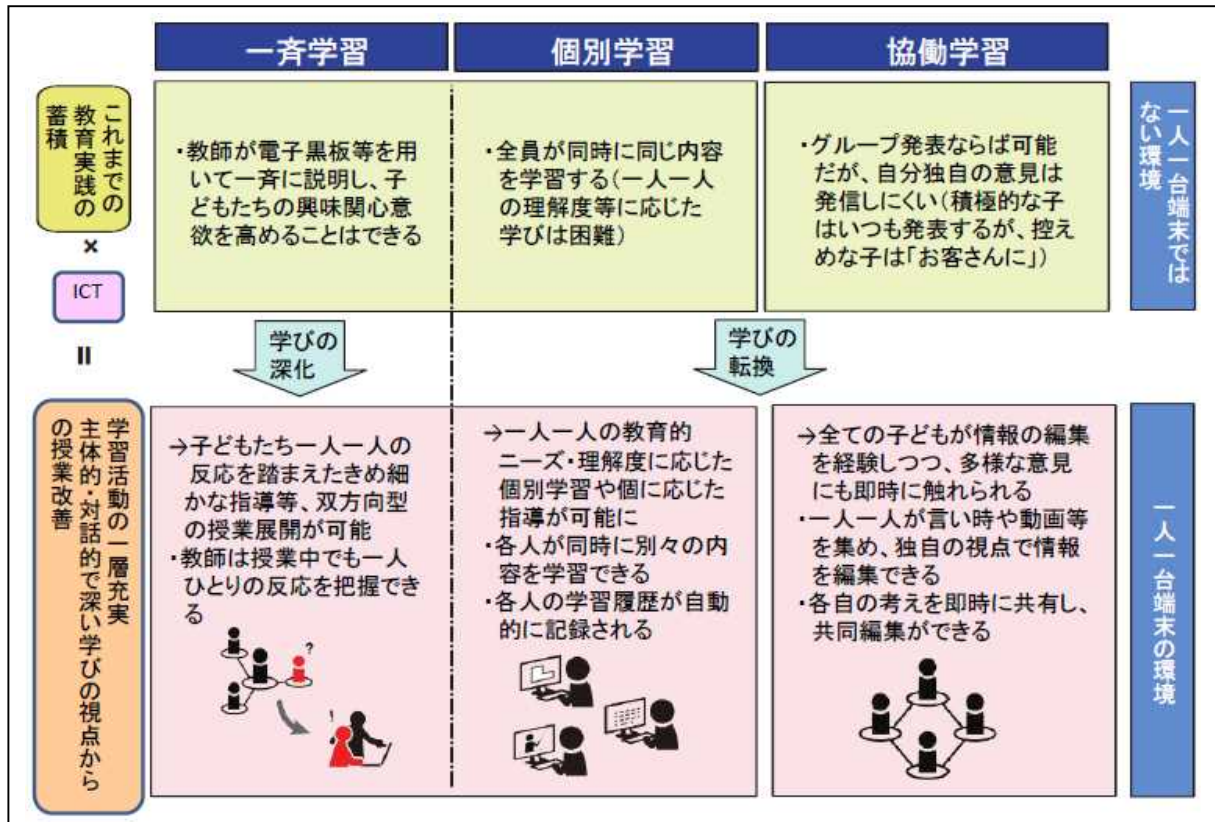 一斉学習
個別学習
協働学習
これまでの
教育実践の
蓄積
×
ICT
＝
学習活動の一層充実
主体的・対話的で深い学びの視点から
の授業改善
・教師が電子黒板等を用
いて一斉に説明し、子
どもたちの興味関心意
欲を高めることはできる
・全員が同時に同じ内容
を学習する(一人一人
の理解度等に応じた
学びは困難)
・グループ発表ならば可能
だが、自分独自の意見は
発信しにくい(積極的な子
はいつも発表するが、控え
めな子は「お客さんに」)
一人一台端末では
ない環境
学びの
深化
学びの
転換
→子どもたち一人一人の
反応を踏まえたきめ細
かな指導等、双方向型
の授業展開が可能
・教師は授業中でも一人
ひとりの反応を把握でき
る
?
!
→一人一人の教育的
ニーズ・理解度に応じた
個別学習や個に応じた
指導が可能に
・各人が同時に別々の内
容を学習できる
・各人の学習履歴が自動
的に記録される
→全ての子どもが情報の編集
を経験しつつ、多様な意見
にも即時に触れられる
・一人一人が言い時や動画等
を集め、独自の視点で情報
を編集できる
・各自の考えを即時に共有し、
共同編集ができる
一人一台端末の環境